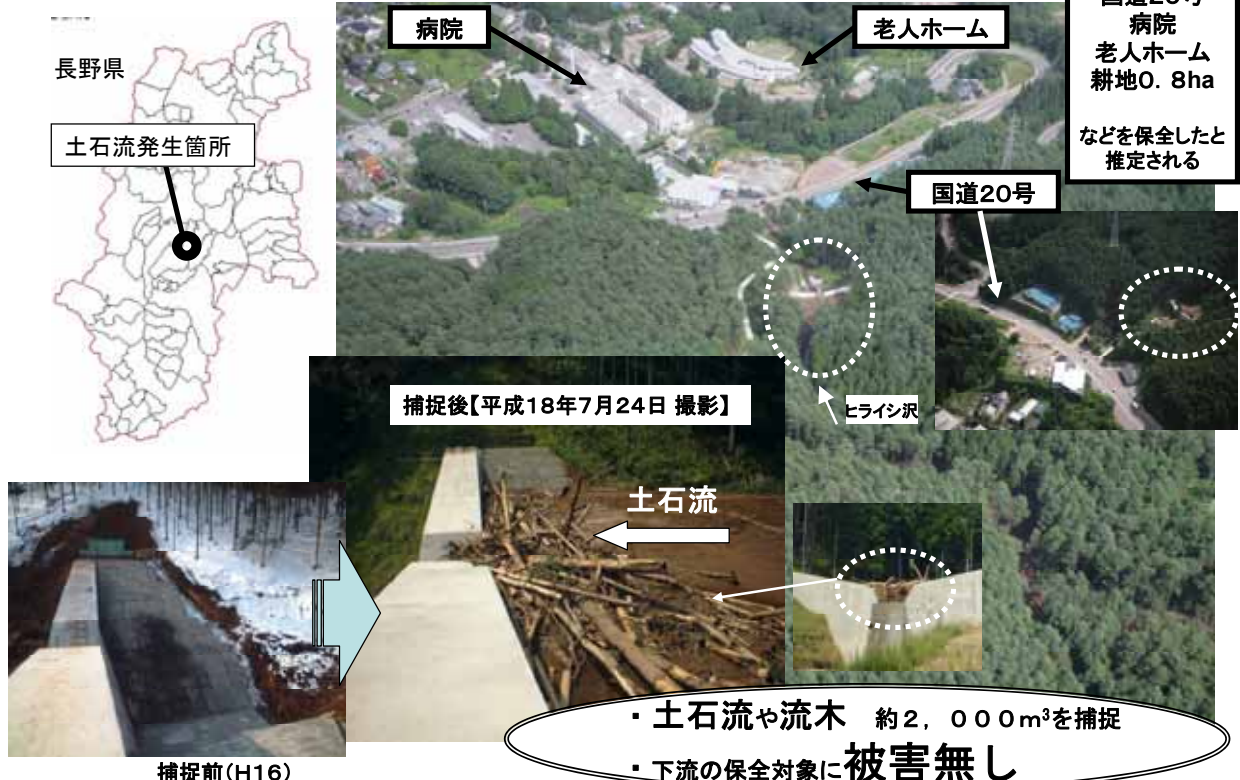 長野県
土石流発生箇所
病院
老人ホーム
国道20号
病院
老人ホーム
耕地0.8ha
などを保全したと
推定される
国道20号
ヒライシ沢
捕捉後【平成18年7月24日 撮影】
土石流
捕捉前(H16)
・土石流や流木 約2,000m³を捕捉
・下流の保全対象に被害無し